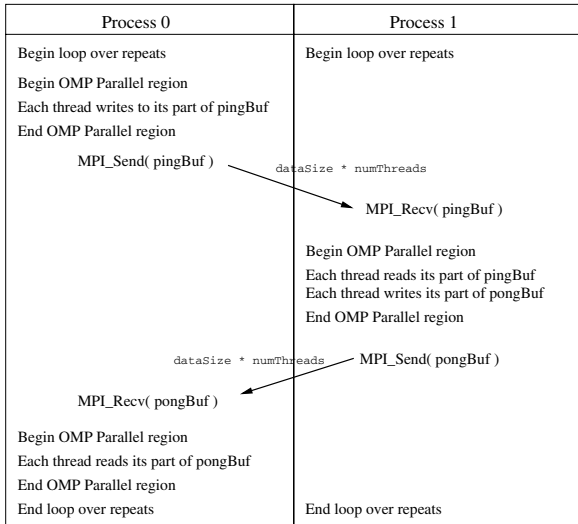 Process 0
Process 1
Begin loop over repeats
Begin loop over repeats
Begin OMP Parallel region
Each thread writes to its part of pingBuf
End OMP Parallel region
MPI_Send( pingBuf )
dataSize * numThreads
MPI_Recv( pingBuf )
Begin OMP Parallel region
Each thread reads its part of pingBuf
Each thread writes its part of pongBuf
End OMP Parallel region
dataSize * numThreads
MPI_Send( pongBuf )
MPI_Recv( pongBuf )
Begin OMP Parallel region
Each thread reads its part of pongBuf
End OMP Parallel region
End loop over repeats
End loop over repeats